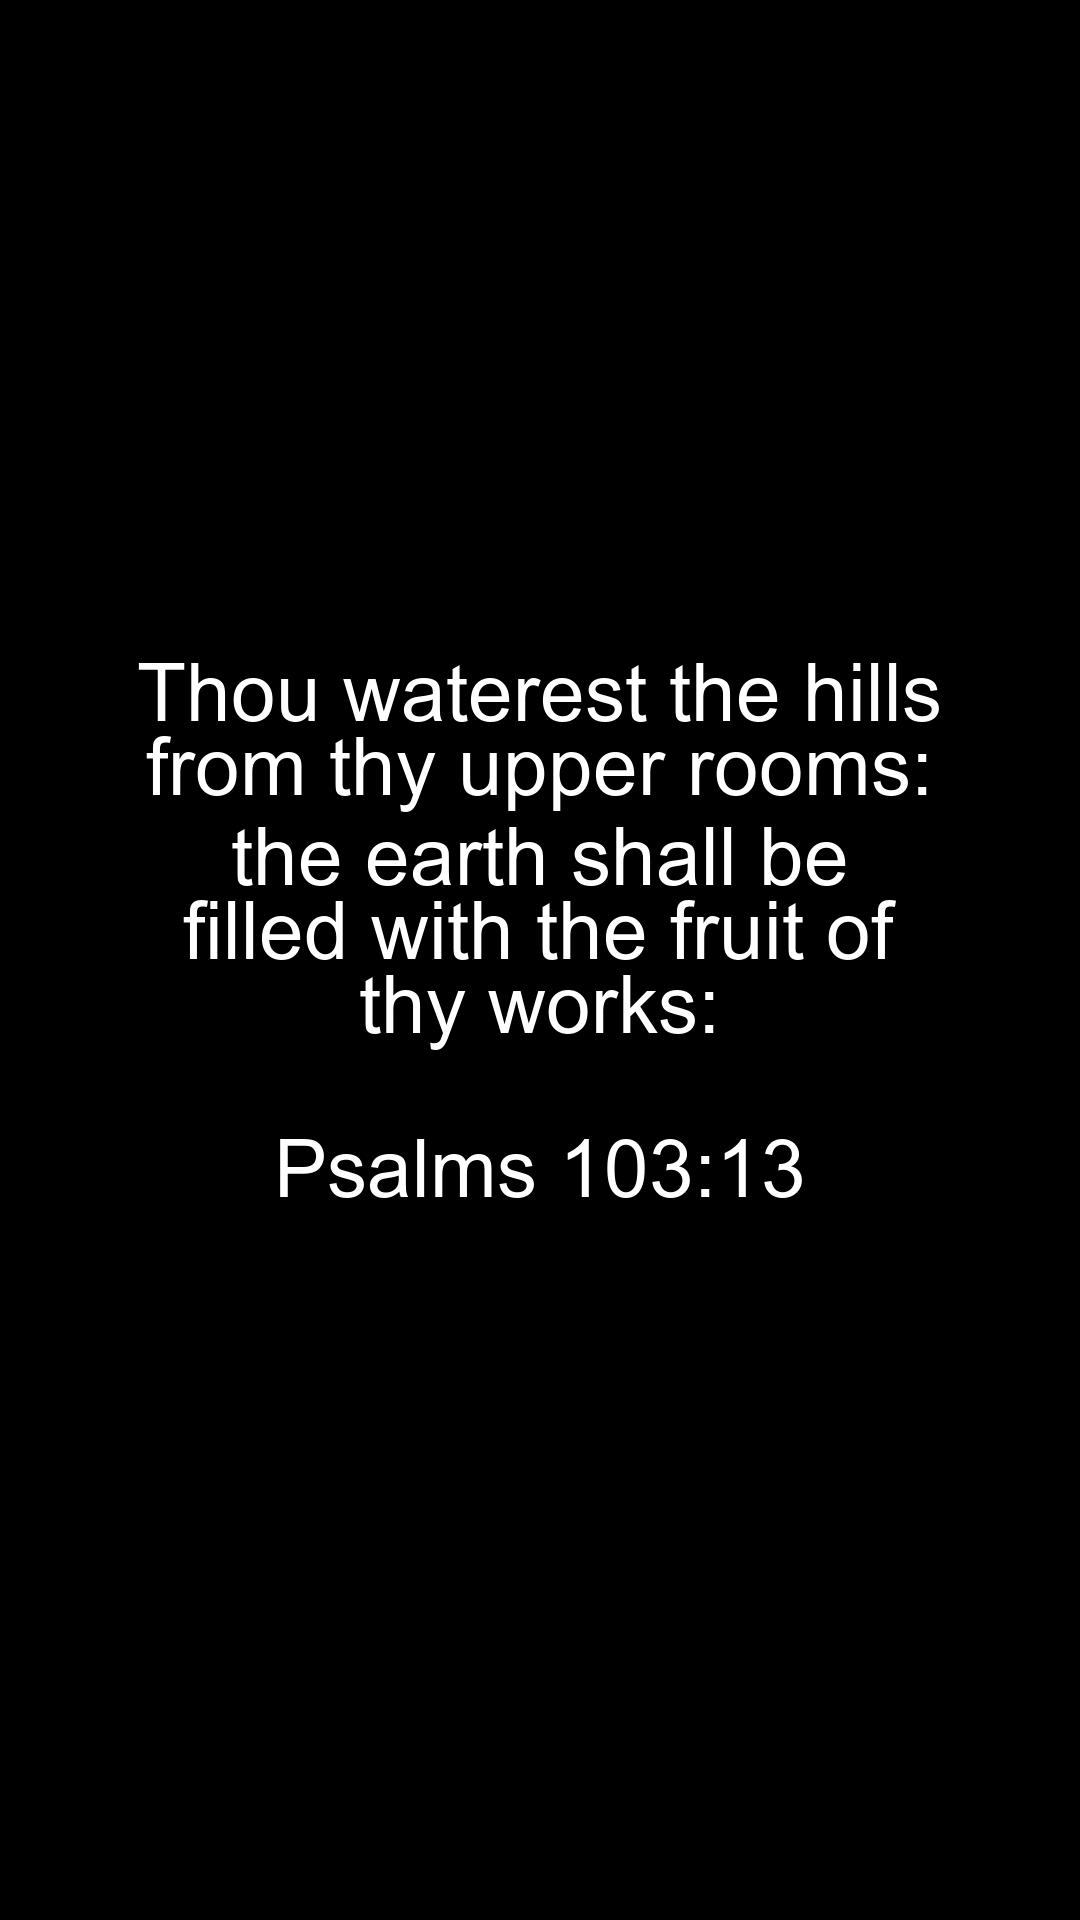 Thou waterest the hills
from thy upper rooms:
the earth shall be
filled with the fruit of
thy works:
Psalms 103:13